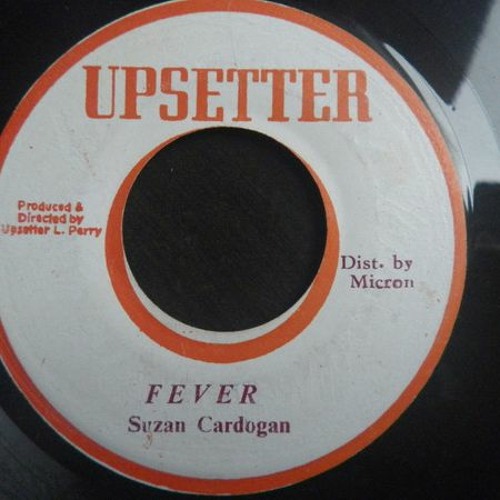 UPSETTER
Produced &
Directed by
Upsetter L. Perry
Dist. by
Micron
FEVER
Suzan Cardogan